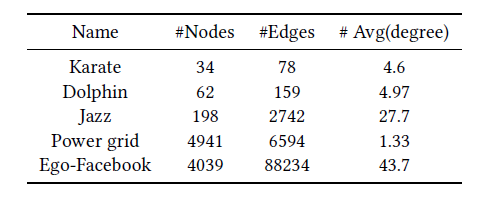 Name #Nodes #Edges # Avg(degree)
Karate 34 78 4.6
Dolphin 62 159 4.97
Jazz 198 2742 27.7
Power grid 4941 6594 1.33
Ego-Facebook 4039 88234 43.7